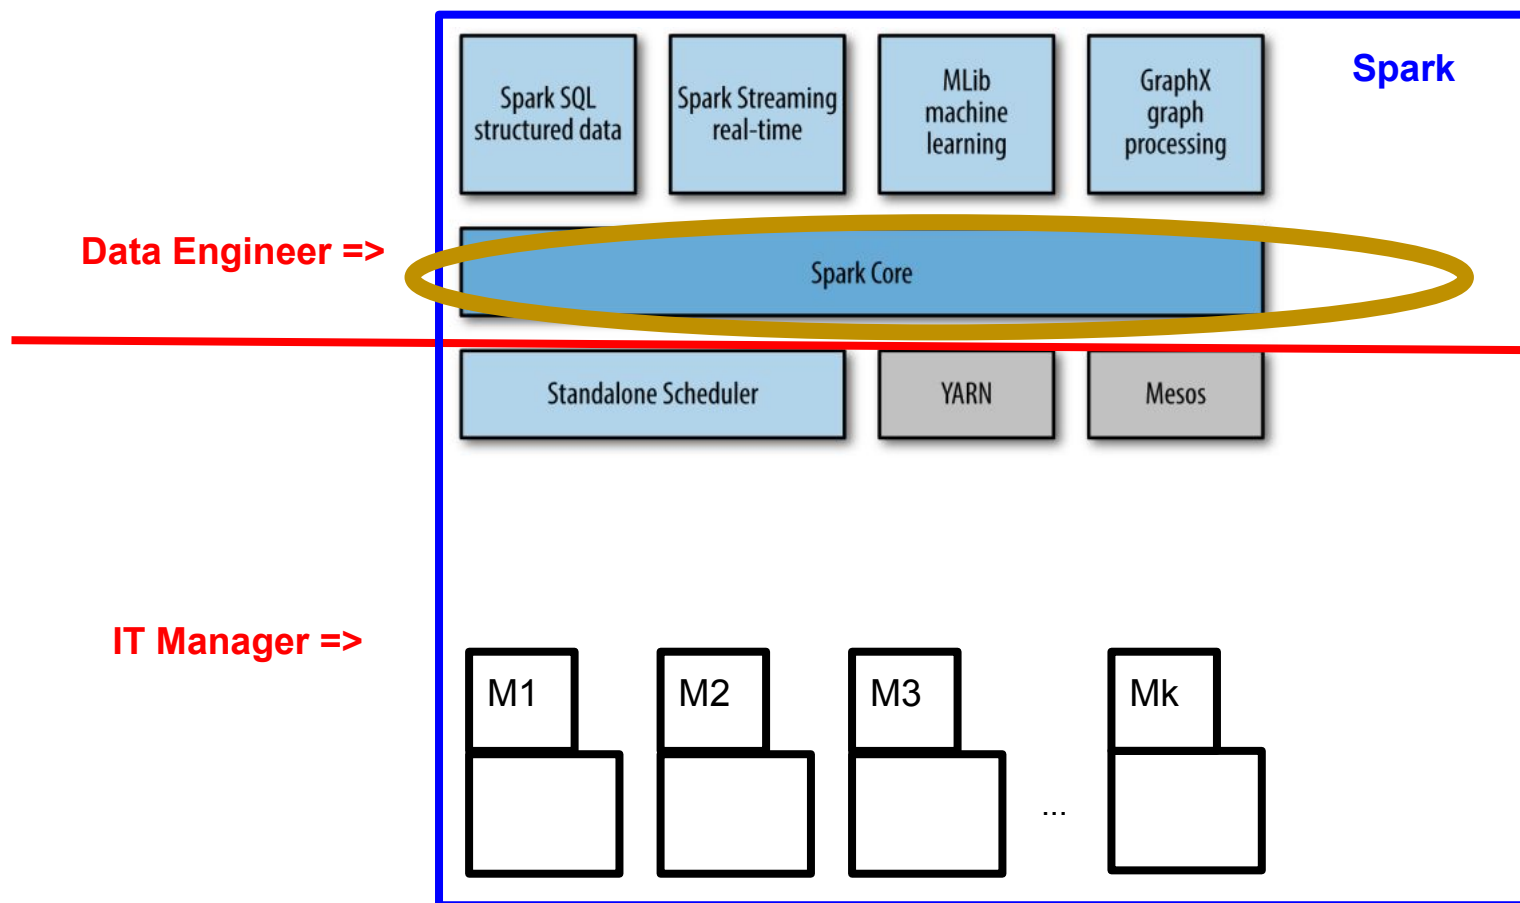 Spark
Spark SQL
structured data
Spark Streaming
real-time
MLib
machine
learning
GraphX
graph
processing
Data Engineer =>
Spark Core
Standalone Scheduler
YARN
Mesos
IT Manager =>
M1
M2
M3
...
Mk